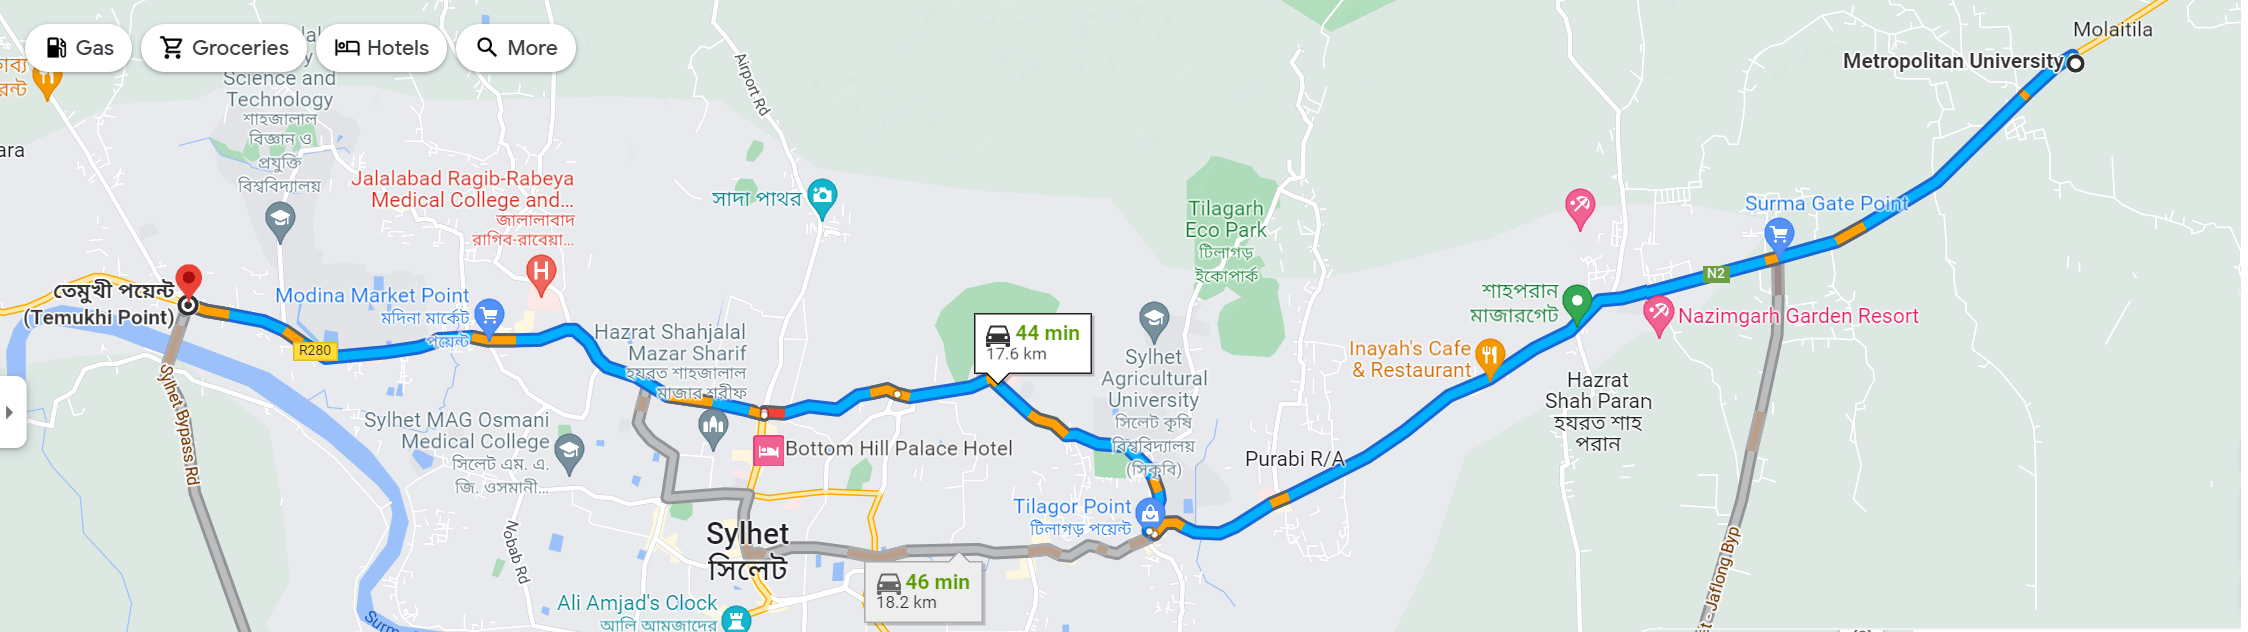 Gas
Groceries
Hotels
More
Science and
Technology
শাহজালাল
বিজ্ঞান ও
প্রযুক্তি
বিশ্ববিদ্যালয়
Airport Rd
Molaitila
Metropolitan University
Jalalabad Ragib-Rabeya
Medical College and...
জালালাবাদ
রাগিব-রাবেয়া...
H
সাদা পাথর
Tilagarh
Eco Park
টিলাগড়
ইকোপার্ক
Surma Gate Point
N2
তেমুখী পয়েন্ট
(Temukhi Point)
Modina Market Point
মদিনা মার্কেট
পয়েন্ট
R280
Hazrat Shahjalal
Mazar Sharif
হযরত শাহজালাল
মাজার শরীফ
44 min
17.6 km
Sylhet
Agricultural
University
সিলেট কৃষি
বিশ্ববিদ্যালয়
(সিকৃবি)
শাহপরান
মাজারগেট
Nazimgarh Garden Resort
Inayah's Cafe
& Restaurant
Hazrat
Shah Paran
হযরত শাহ
পরান
Sylhet Bypass Rd
Sylhet MAG Osmani
Medical College
সিলেট এম. এ.
জি. ওসমানী...
Bottom Hill Palace Hotel
Purabi R/A
Tilagor Point
টিলাগড় পয়েন্ট
Nobab Rd
Sylhet
সিলেট
46 min
18.2 km
Ali Amjad's Clock
আলি আমজাদের
Jaflong Byp